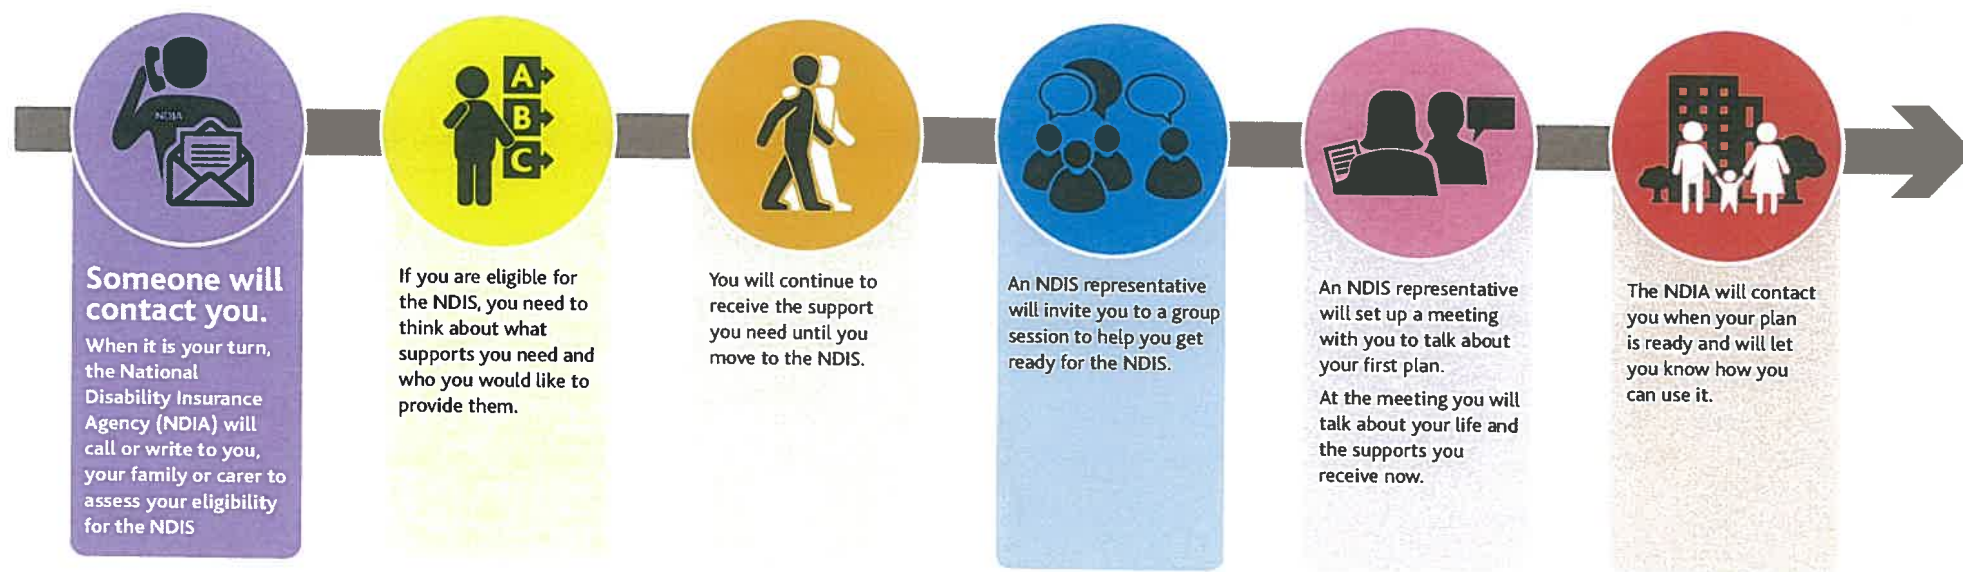 NDIA
Someone will
contact you.
When it is your turn,
the National
Disability Insurance
Agency (NDIA) will
call or write to you,
your family or carer to
assess your eligibility
for the NDIS
A
B
C
If you are eligible for
the NDIS, you need to
think about what
supports you need and
who you would like to
provide them.
You will continue to
receive the support
you need until you
move to the NDIS.
An NDIS representative
will invite you to a group
session to help you get
ready for the NDIS.
An NDIS representative
will set up a meeting
with you to talk about
your first plan.
At the meeting you will
talk about your life and
the supports you
receive now.
The NDIA will contact
you when your plan
is ready and will let
you know how you
can use it.